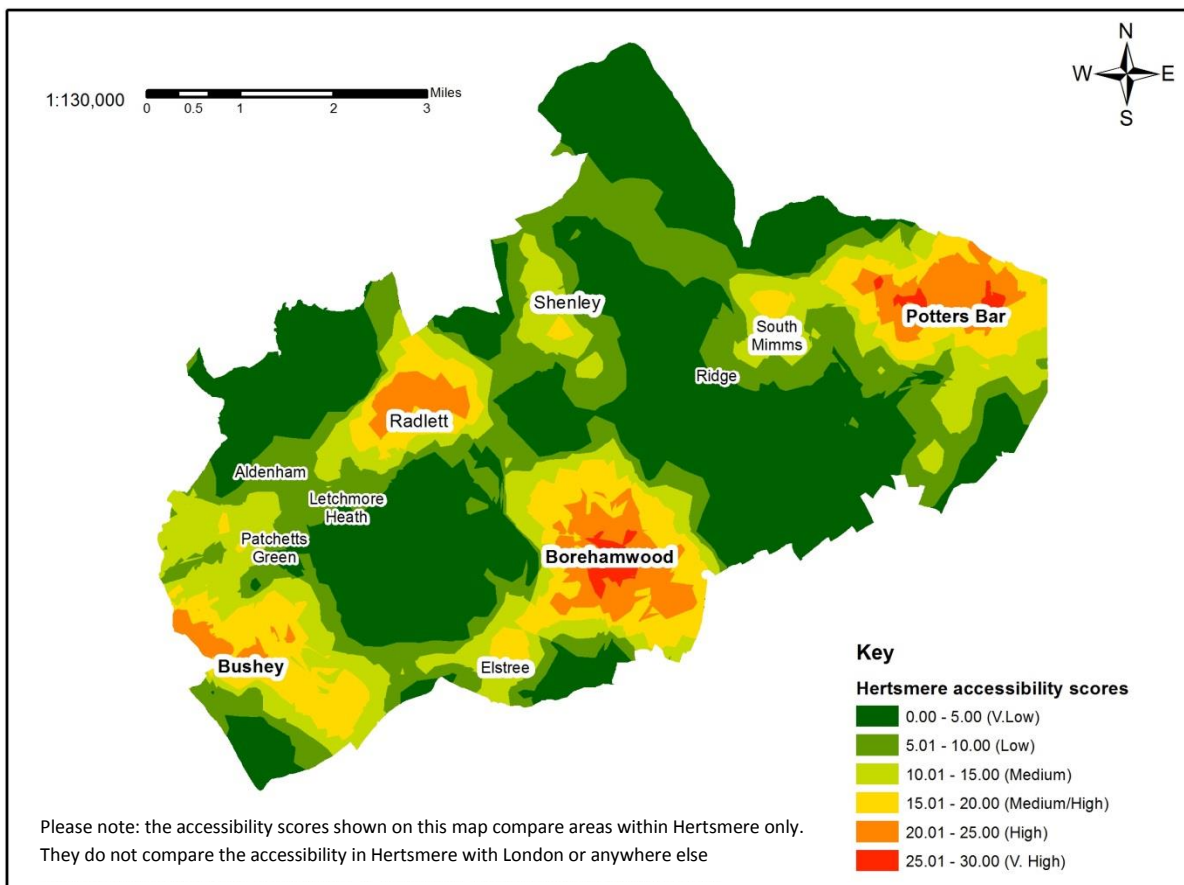 N
W E
S
1:130,000
Miles
0 0.5 1 2 3
Shenley
Potters Bar
South
Mimms
Ridge
Radlett
Aldenham
Letchmore
Heath
Patchetts
Green
Borehamwood
Bushey
Elstree
Key
Hertsmere accessibility scores
0.00 - 5.00 (V.Low)
5.01 - 10.00 (Low)
10.01 - 15.00 (Medium)
15.01 - 20.00 (Medium/High)
20.01 - 25.00 (High)
25.01 - 30.00 (V. High)
Please note: the accessibility scores shown on this map compare areas within Hertsmere only.
They do not compare the accessibility in Hertsmere with London or anywhere else